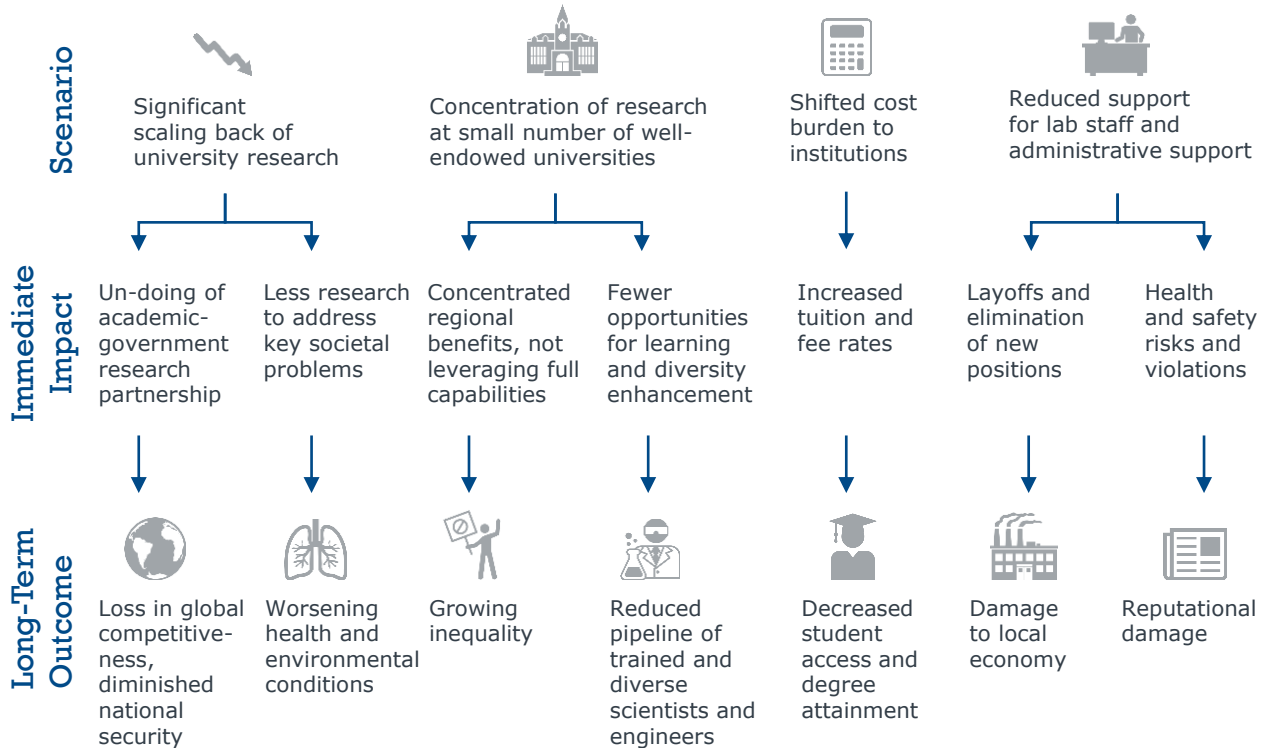 Scenario
Significant
scaling back of
university research
Concentration of research
at small number of well-
endowed universities
Shifted cost
burden to
institutions
Reduced support
for lab staff and
administrative support
Immediate
Impact
Un-doing of
academic-
government
research
partnership
Less research
to address
key societal
problems
Concentrated
regional
benefits, not
leveraging full
capabilities
Fewer
opportunities
for learning
and diversity
enhancement
Increased
tuition and
fee rates
Layoffs and
elimination
of new
positions
Health
and safety
risks and
violations
Long-Term
Outcome
Loss in global
competitive-
ness,
diminished
national
security
Worsening
health and
environmental
conditions
Growing
inequality
Reduced
pipeline of
trained and
diverse
scientists and
engineers
Decreased
student
access and
degree
attainment
Damage
to local
economy
Reputational
damage